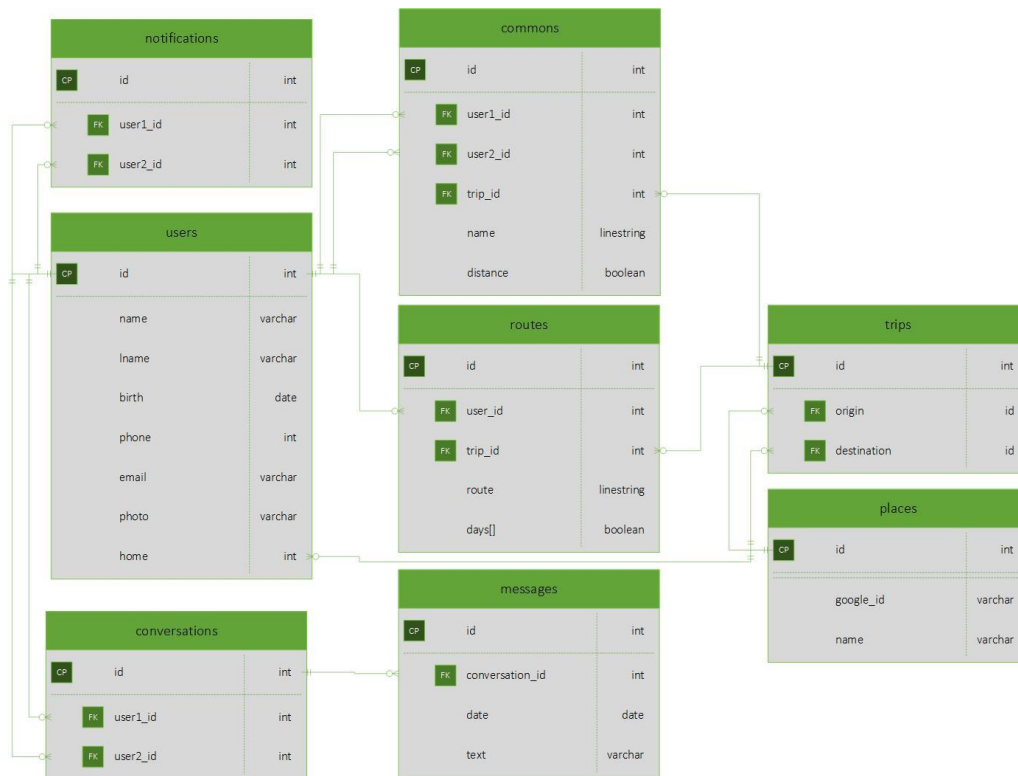 notifications
CP id int
FK user1_id int
FK user2_id int
users
CP id int
name varchar
lname varchar
birth date
phone int
email varchar
photo varchar
home int
conversations
CP id int
FK user1_id int
FK user2_id int
commons
CP id int
FK user1_id int
FK user2_id int
FK trip_id int
name linestring
distance boolean
routes
CP id int
FK user_id int
FK trip_id int
route linestring
days[] boolean
messages
CP id int
FK conversation_id int
date date
text varchar
trips
CP id int
FK origin id
FK destination id
places
CP id int
google_id varchar
name varchar